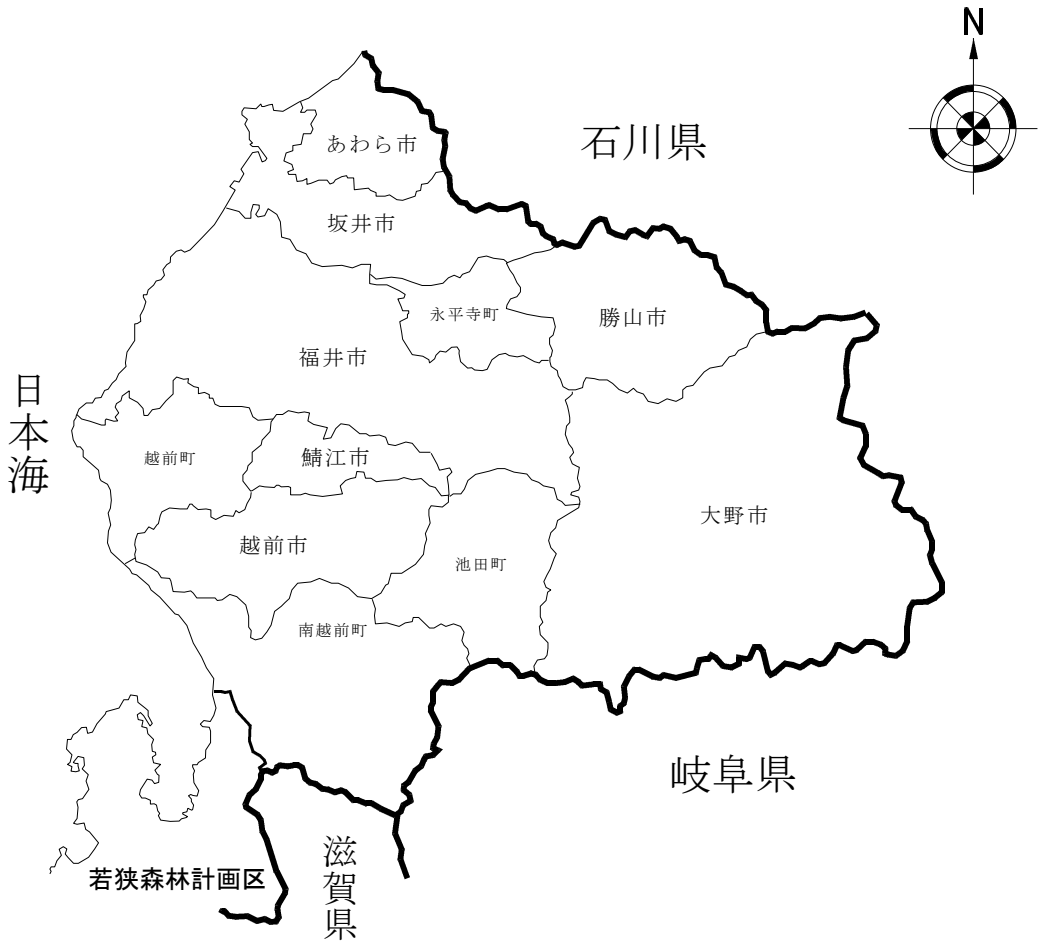 N
石川県
あわら市
坂井市
永平寺町
勝山市
福井市
日本海
越前町
鯖江市
大野市
越前市
池田町
南越前町
岐阜県
滋賀県
若狭森林計画区